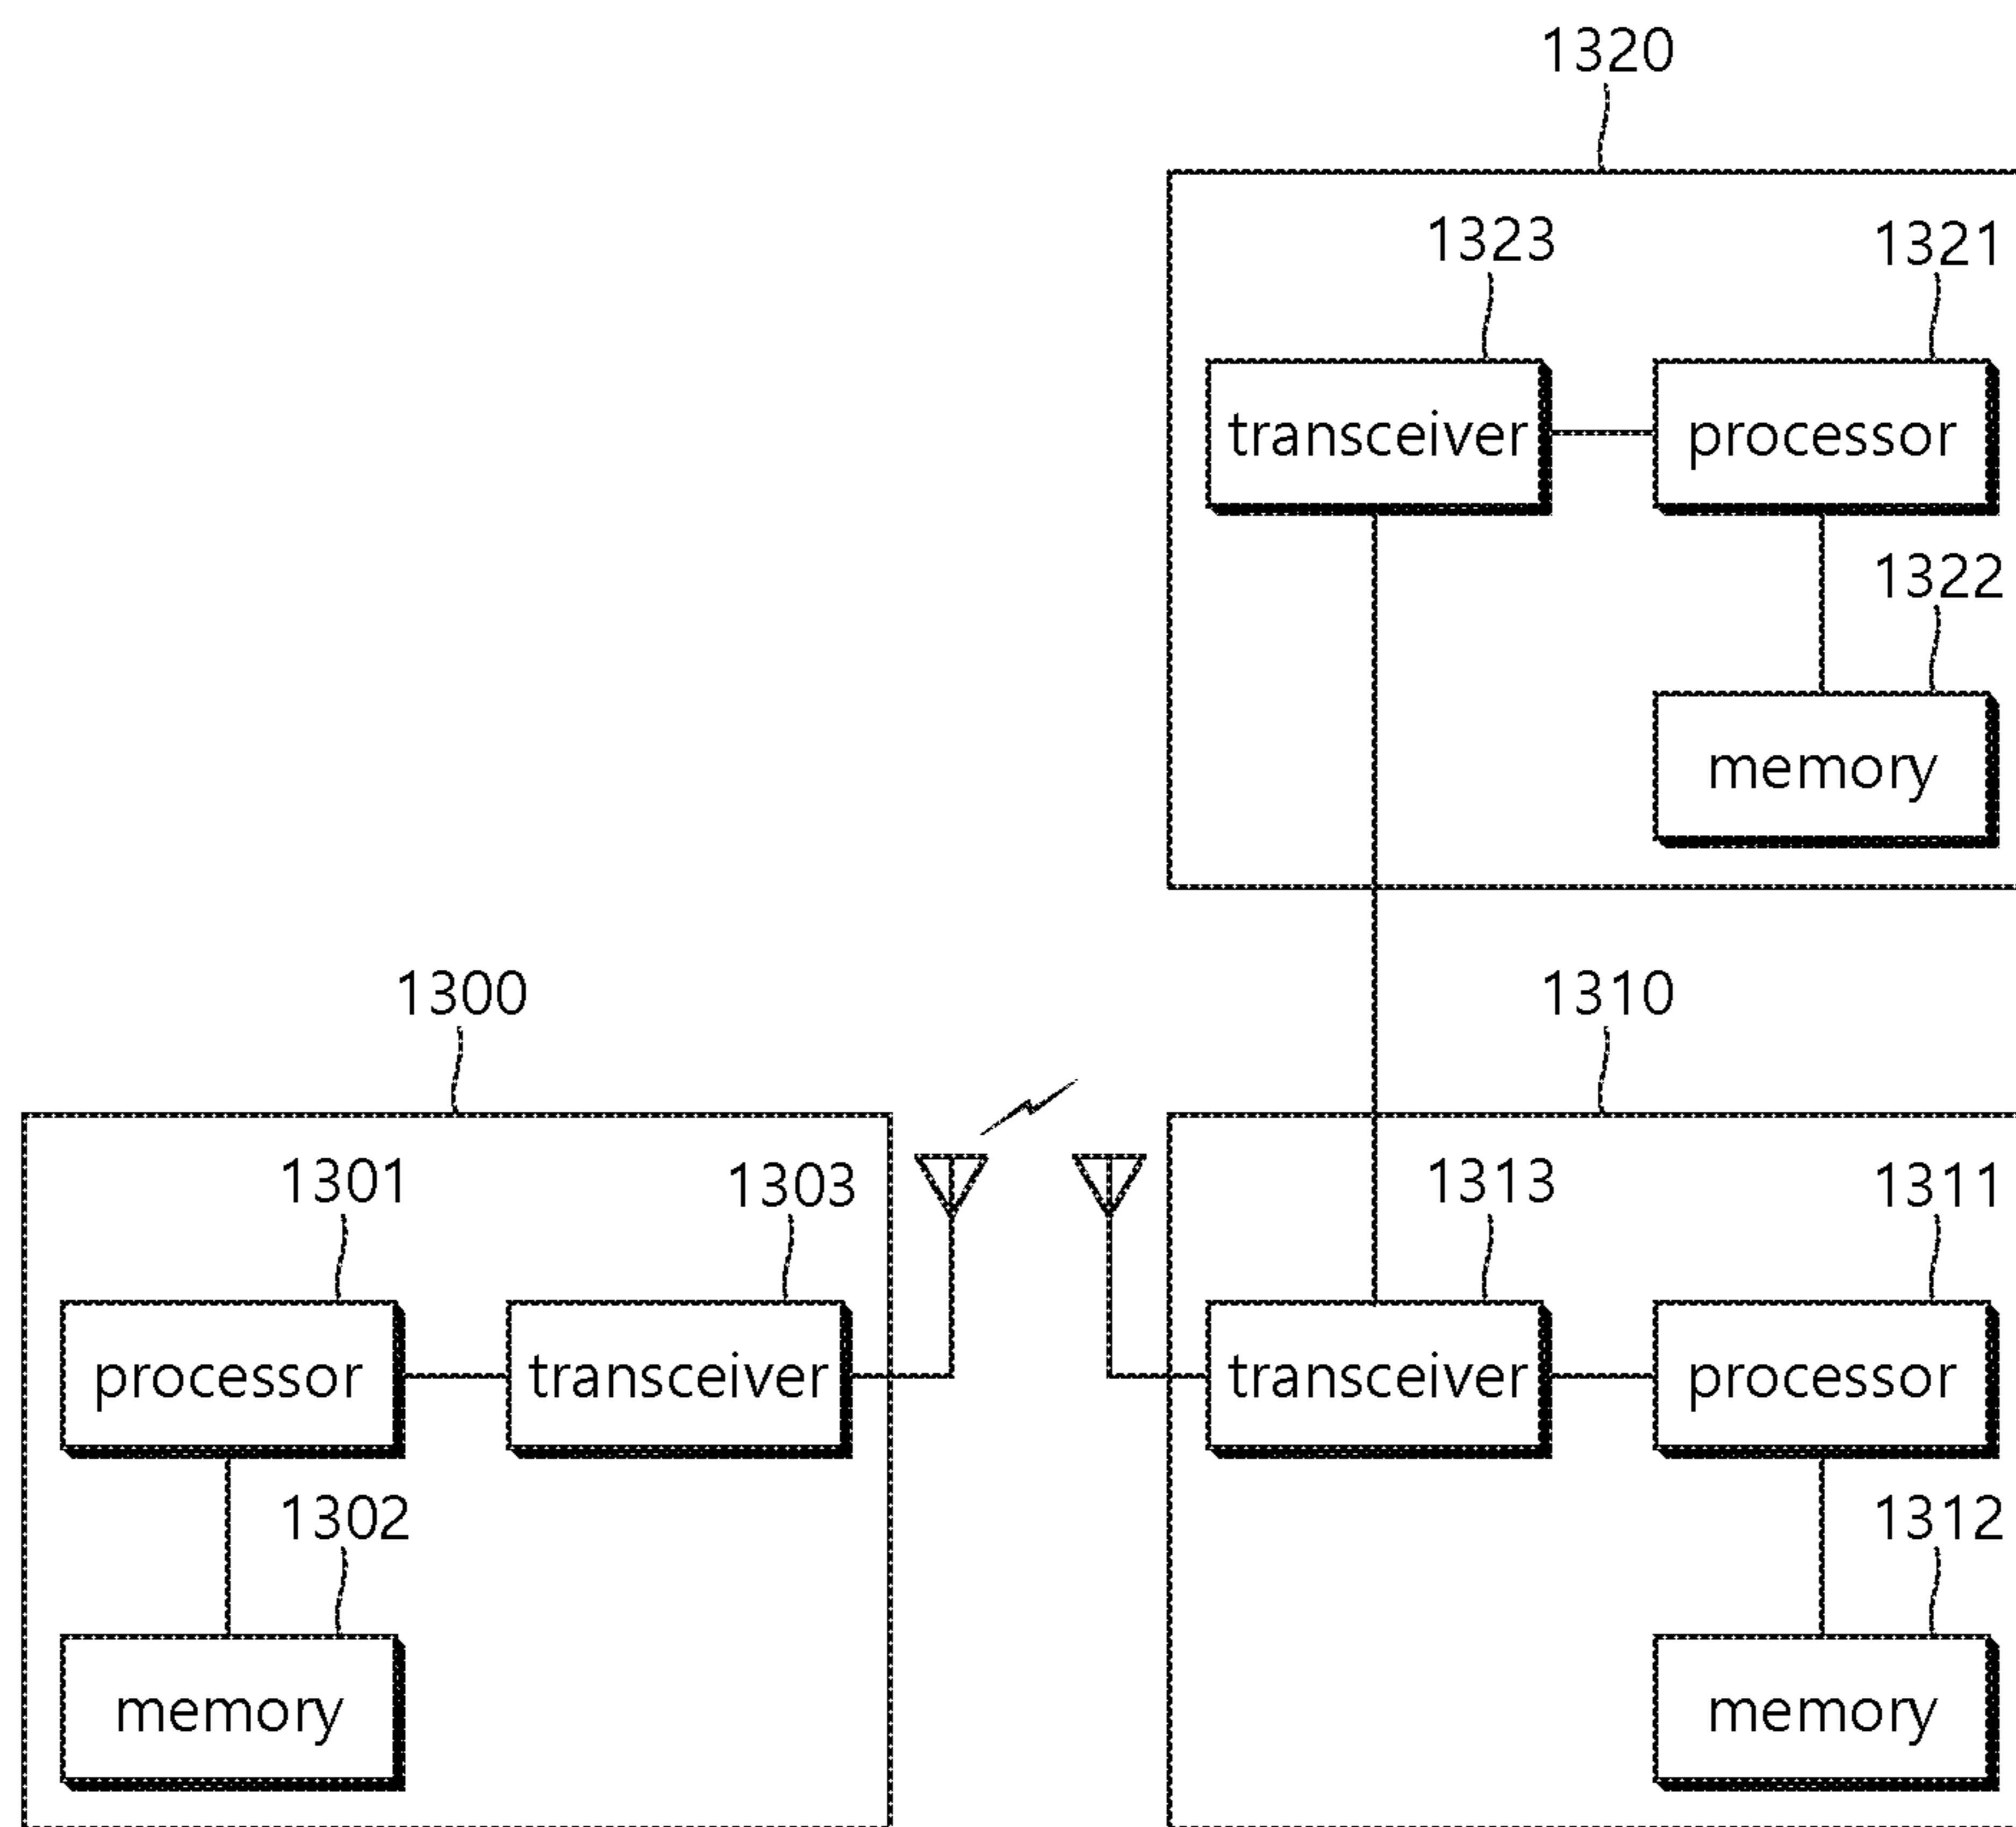 1320
1323 1321
transceiver processor
1322
memory
1300 1310
1301 1303 1313 1311
processor transceiver transceiver processor
1302 1312
memory memory